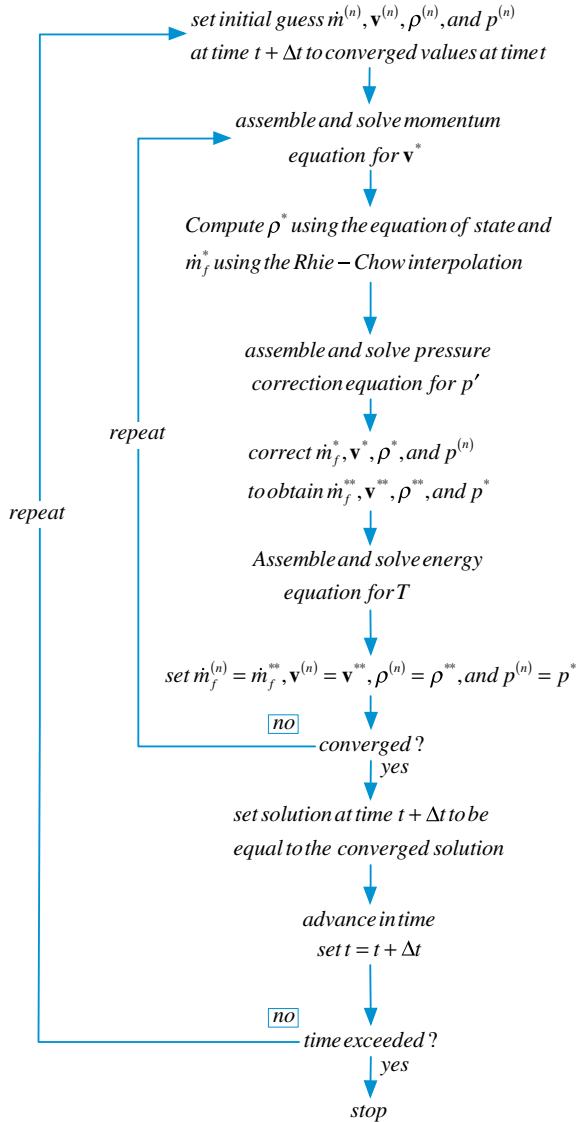 set initial guess ṁ⁽ⁿ⁾, v⁽ⁿ⁾, ρ⁽ⁿ⁾, and p⁽ⁿ⁾
at time t + Δt to converged values at time t
assemble and solve momentum
equation for v*
Compute ρ* using the equation of state and
ṁ_f* using the Rhie − Chow interpolation
assemble and solve pressure
correction equation for p′
repeat
correct ṁ_f*, v*, ρ*, and p⁽ⁿ⁾
to obtain ṁ_f**, v**, ρ**, and p*
repeat
Assemble and solve energy
equation for T
set ṁ_f⁽ⁿ⁾ = ṁ_f**, v⁽ⁿ⁾ = v**, ρ⁽ⁿ⁾ = ρ**, and p⁽ⁿ⁾ = p*
no
converged ?
yes
set solution at time t + Δt to be
equal to the converged solution
advance in time
set t = t + Δt
no
time exceeded ?
yes
stop